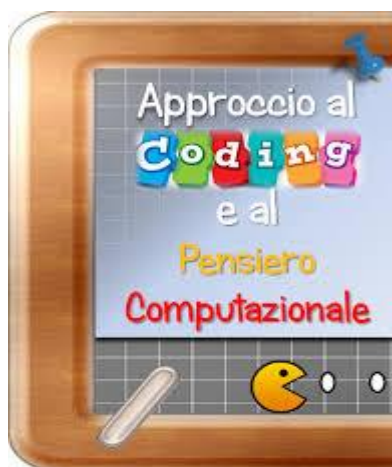 Approccio al
Coding
e al
Pensiero
Computazionale